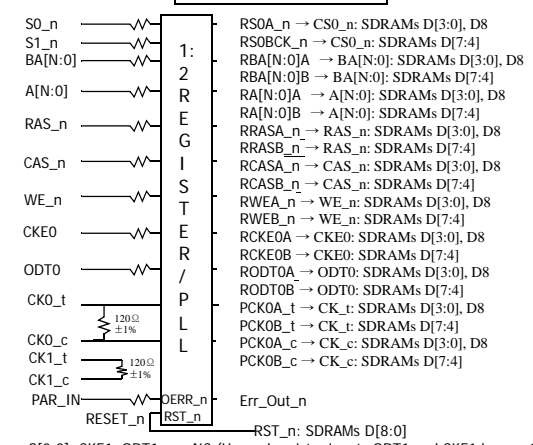 S0_n
S1_n
BA[N:0]
A[N:0]
RAS_n
CAS_n
WE_n
CKE0
ODT0
CK0_t
120Ω
±1%
CK0_c
CK1_t
120Ω
±1%
CK1_c
PAR_IN
RESET_n
1:
2
R
E
G
I
S
T
E
R
/
P
L
L
OERR_n
RST_n
RS0A_n → CS0_n: SDRAMs D[3:0], D8
RS0BCK_n → CS0_n: SDRAMs D[7:4]
RBA[N:0]A → BA[N:0]: SDRAMs D[3:0], D8
RBA[N:0]B → BA[N:0]: SDRAMs D[7:4]
RA[N:0]A → A[N:0]: SDRAMs D[3:0], D8
RA[N:0]B → A[N:0]: SDRAMs D[7:4]
RRASA_n → RAS_n: SDRAMs D[3:0], D8
RRASB_n → RAS_n: SDRAMs D[7:4]
RCASA_n → CAS_n: SDRAMs D[3:0], D8
RCASB_n → CAS_n: SDRAMs D[7:4]
RWEA_n → WE_n: SDRAMs D[3:0], D8
RWEB_n → WE_n: SDRAMs D[7:4]
RCKE0A → CKE0: SDRAMs D[3:0], D8
RCKE0B → CKE0: SDRAMs D[7:4]
RODT0A → ODT0: SDRAMs D[3:0], D8
RODT0B → ODT0: SDRAMs D[7:4]
PCK0A_t → CK_t: SDRAMs D[3:0], D8
PCK0B_t → CK_t: SDRAMs D[7:4]
PCK0A_c → CK_c: SDRAMs D[3:0], D8
PCK0B_c → CK_c: SDRAMs D[7:4]
Err_Out_n
RST_n: SDRAMs D[8:0]